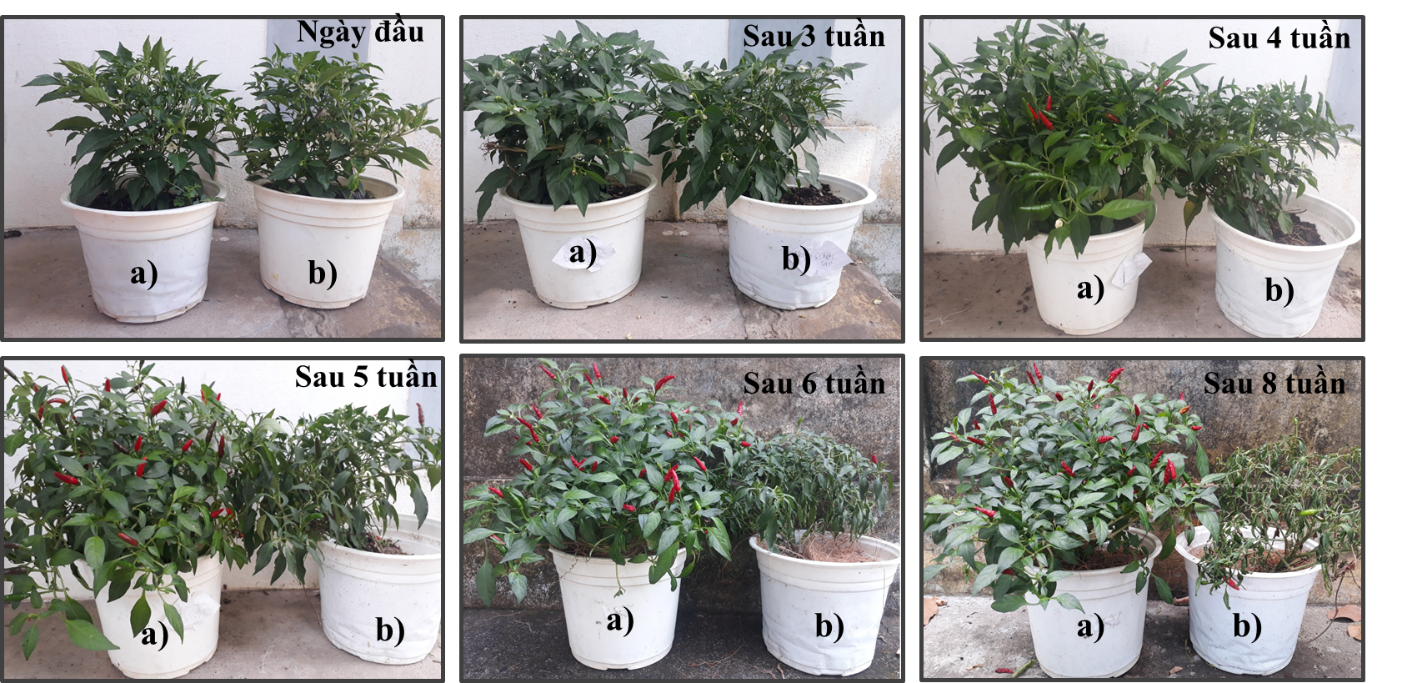 Ngày đầu
a)
b)
Sau 3 tuần
a)
b)
Sau 4 tuần
a)
b)
Sau 5 tuần
a)
b)
Sau 6 tuần
a)
b)
Sau 8 tuần
a)
b)